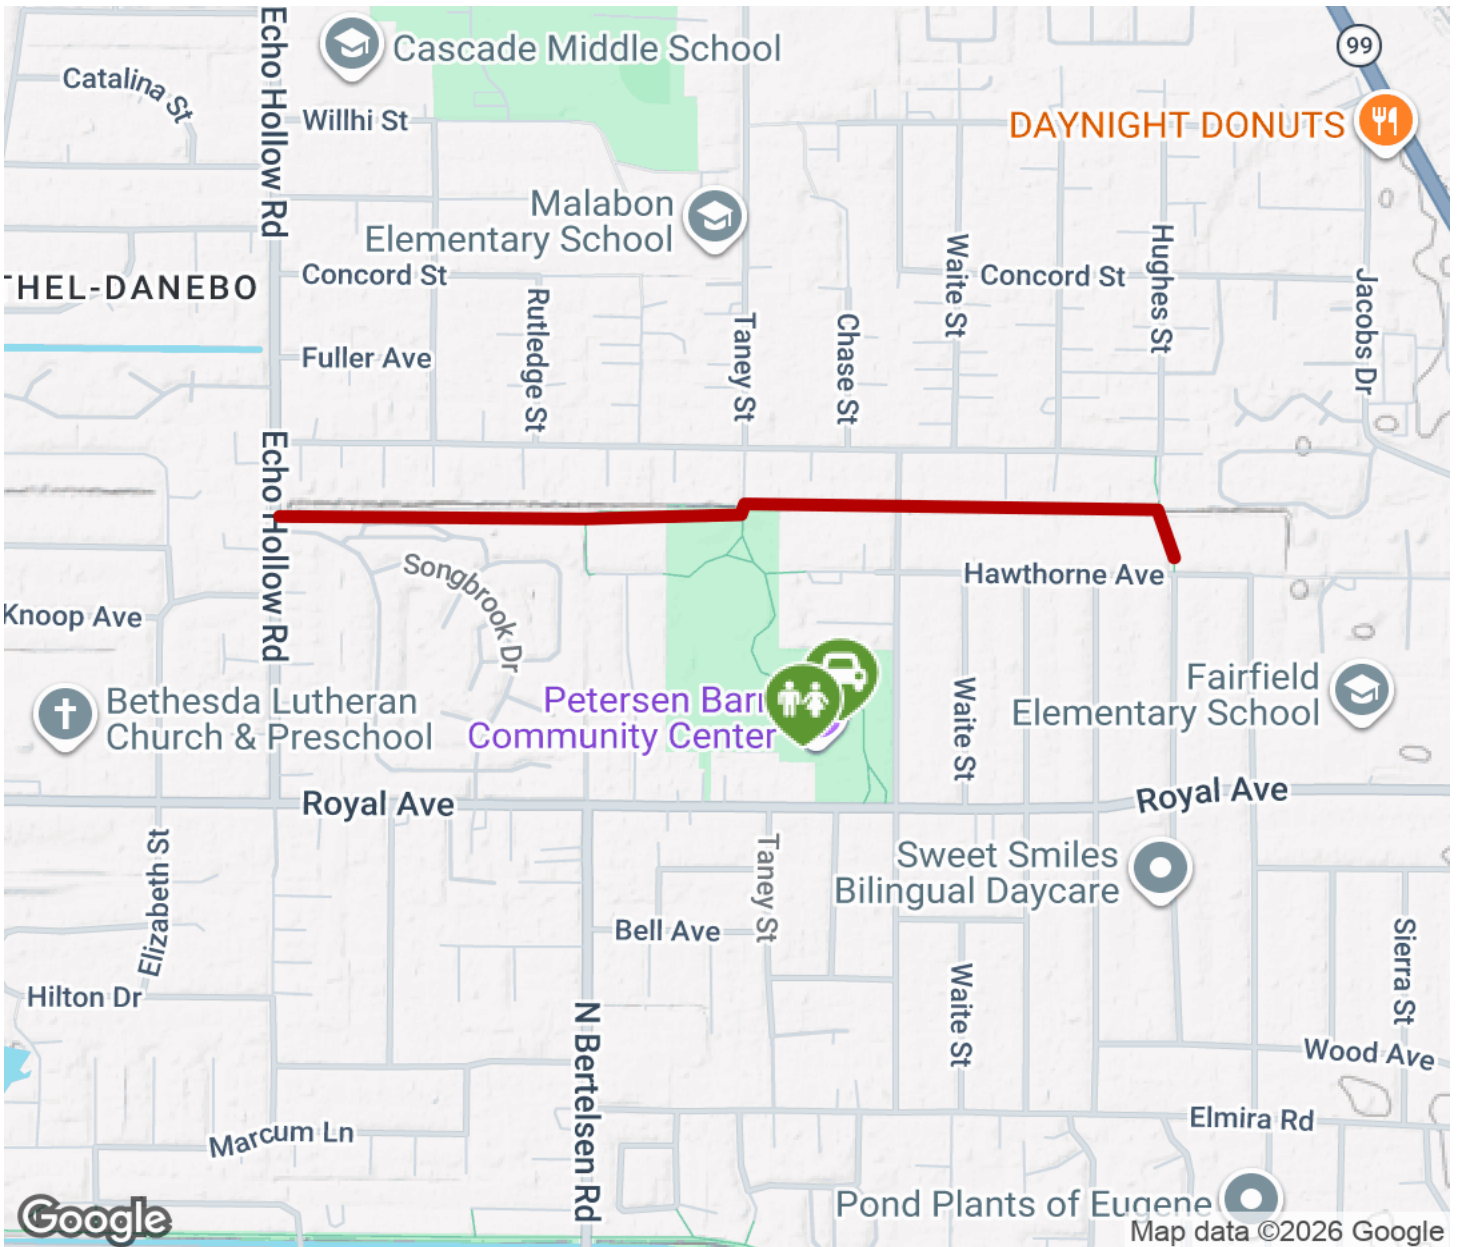 Echo Hollow Rd
Cascade Middle School
99
Catalina St
Willhi St
DAYNIGHT DONUTS
Malabon
Elementary School
THEL-DANEBO
Concord St
Rutledge St
Fuller Ave
Taney St
Chase St
Waite St
Concord St
Hughes St
Jacobs Dr
Echo Hollow Rd
Songbrook Dr
Hawthorne Ave
Knoop Ave
Bethesda Lutheran
Church & Preschool
Petersen Bar
Community Center
Waite St
Fairfield
Elementary School
Royal Ave
Royal Ave
Elizabeth St
Taney St
Sweet Smiles
Bilingual Daycare
Bell Ave
Sierra St
Hilton Dr
N Bertelsen Rd
Waite St
Wood Ave
Marcum Ln
Elmira Rd
Pond Plants of Eugene
Google
Map data ©2026 Google